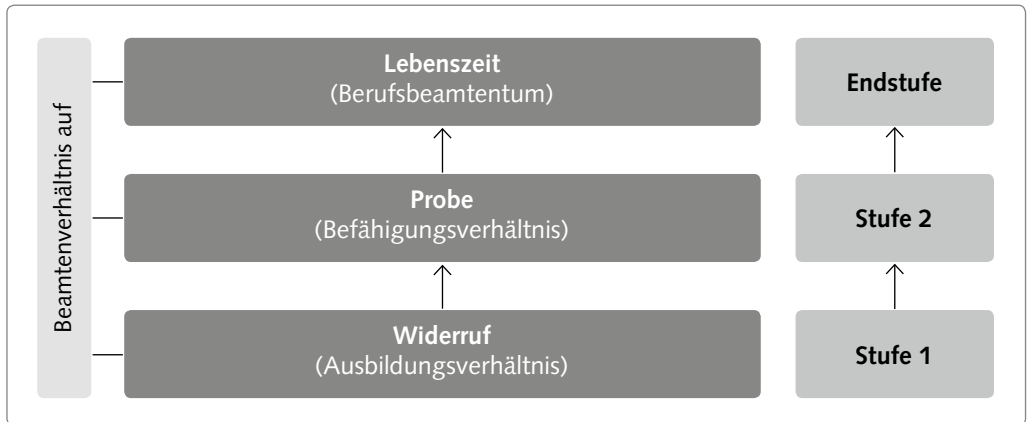 Beamtenverhältnis auf
Lebenszeit
(Berufsbeamtentum)
Endstufe
Probe
(Befähigungsverhältnis)
Stufe 2
Widerruf
(Ausbildungsverhältnis)
Stufe 1